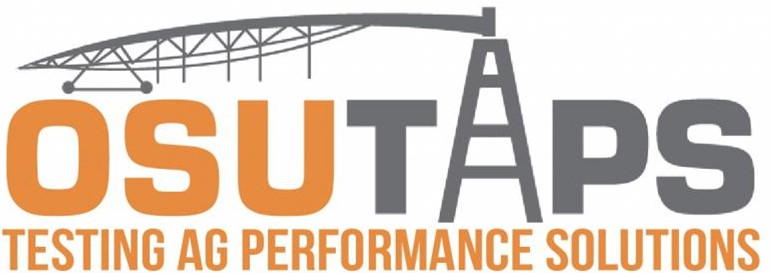 OSUTAPS
TESTING AG PERFORMANCE SOLUTIONS